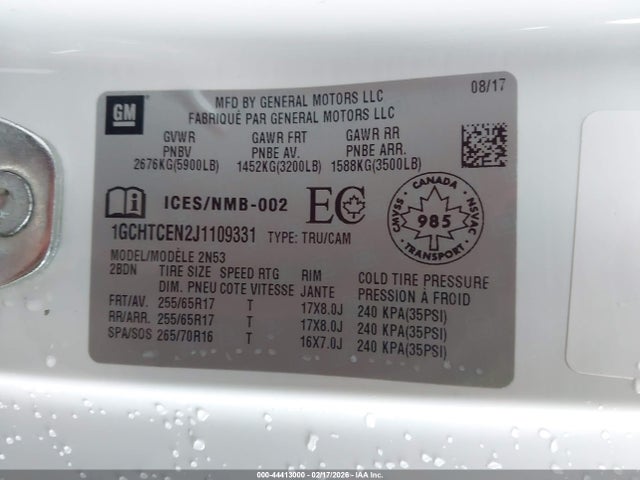 08/17
GM
MFD BY GENERAL MOTORS LLC
FABRIQUÉ PAR GENERAL MOTORS LLC
GVWR GAWR FRT GAWR RR
PNBV PNBE AV. PNBE ARR.
2676KG(5900LB) 1452KG(3200LB) 1588KG(3500LB)
ICES/NMB-002 EC
CANADA
CMVSS 985 NSVAC
TRANSPORT
1GCHTCEN2J1109331 TYPE: TRU/CAM
MODEL/MODÈLE 2N53
2BDN TIRE SIZE SPEED RTG RIM COLD TIRE PRESSURE
DIM. PNEU COTE VITESSE JANTE PRESSION À FROID
FRT/AV. 255/65R17 T 17X8.0J 240 KPA(35PSI)
RR/ARR. 255/65R17 T 17X8.0J 240 KPA(35PSI)
SPA/SOS 265/70R16 T 16X7.0J 240 KPA(35PSI)
000-44413000 - 02/17/2026 - IAAI.COM